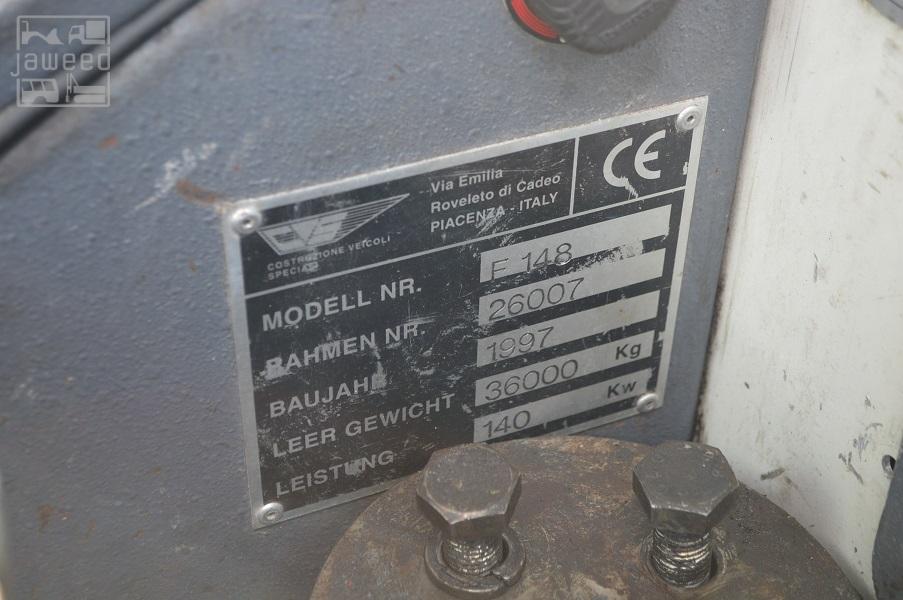 jaweed
CVS
COSTRUZIONE VEICOLI
SPECIALI
Via Emilia
Roveleto di Cadeo
PIACENZA - ITALY
CE
MODELL NR. F 148
RAHMEN NR. 26007
BAUJAHR 1997
LEER GEWICHT 36000 Kg
LEISTUNG 140 Kw